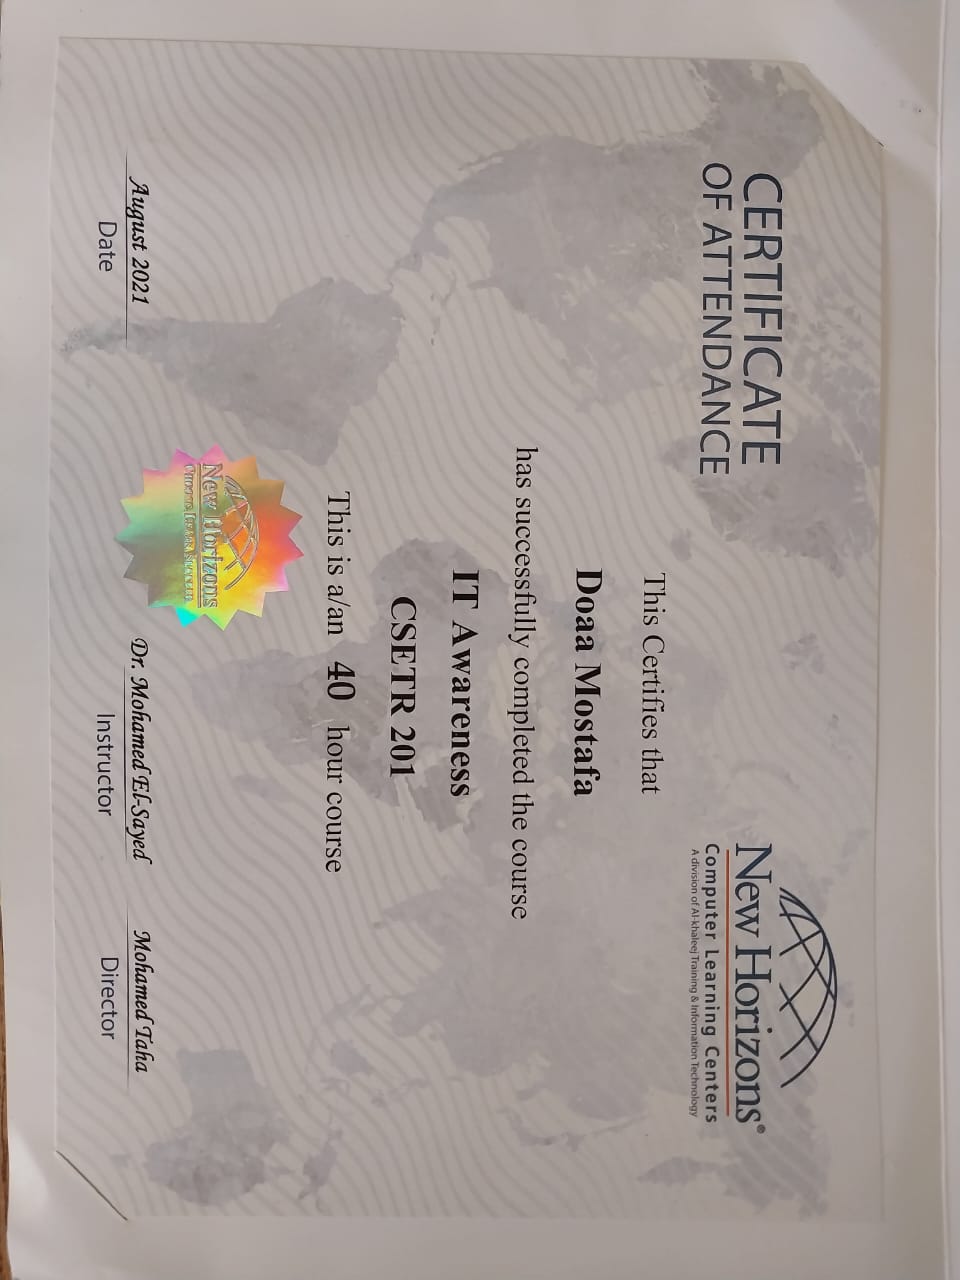 CERTIFICATE
OF ATTENDANCE
New Horizons®
Computer Learning Centers
A division of Al-khaleej Training & Information Technology
This Certifies that
Doaa Mostafa
has successfully completed the course
IT Awareness
CSETR 201
This is a/an 40 hour course
New Horizons
Choose Learn Succeed
August 2021
Date
Dr. Mohamed El-Sayed
Instructor
Mohamed Taha
Director